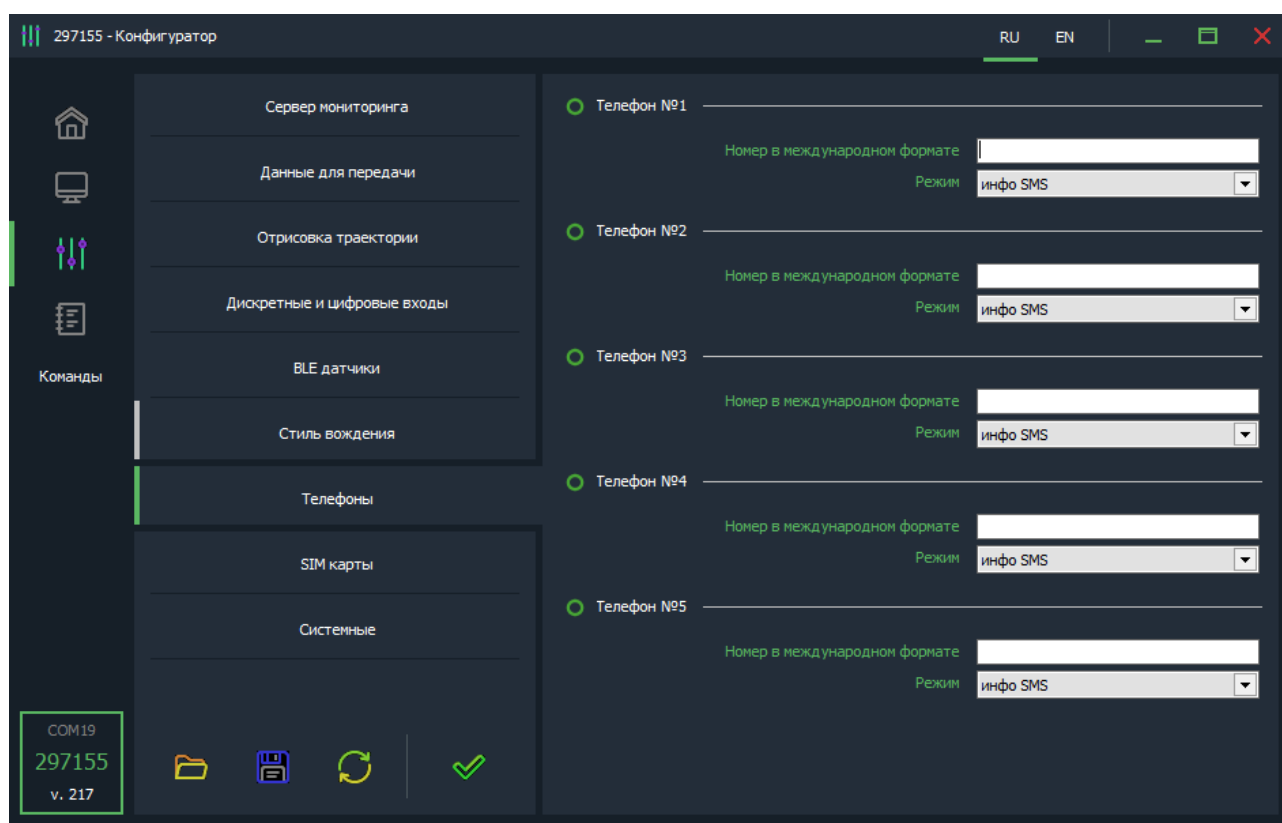 297155 - Конфигуратор
RU EN
Сервер мониторинга
Данные для передачи
Отрисовка траектории
Дискретные и цифровые входы
BLE датчики
Стиль вождения
Телефоны
SIM карты
Системные
Команды
COM19
297155
v. 217
Телефон №1
Номер в международном формате
Режим инфо SMS
Телефон №2
Номер в международном формате
Режим инфо SMS
Телефон №3
Номер в международном формате
Режим инфо SMS
Телефон №4
Номер в международном формате
Режим инфо SMS
Телефон №5
Номер в международном формате
Режим инфо SMS